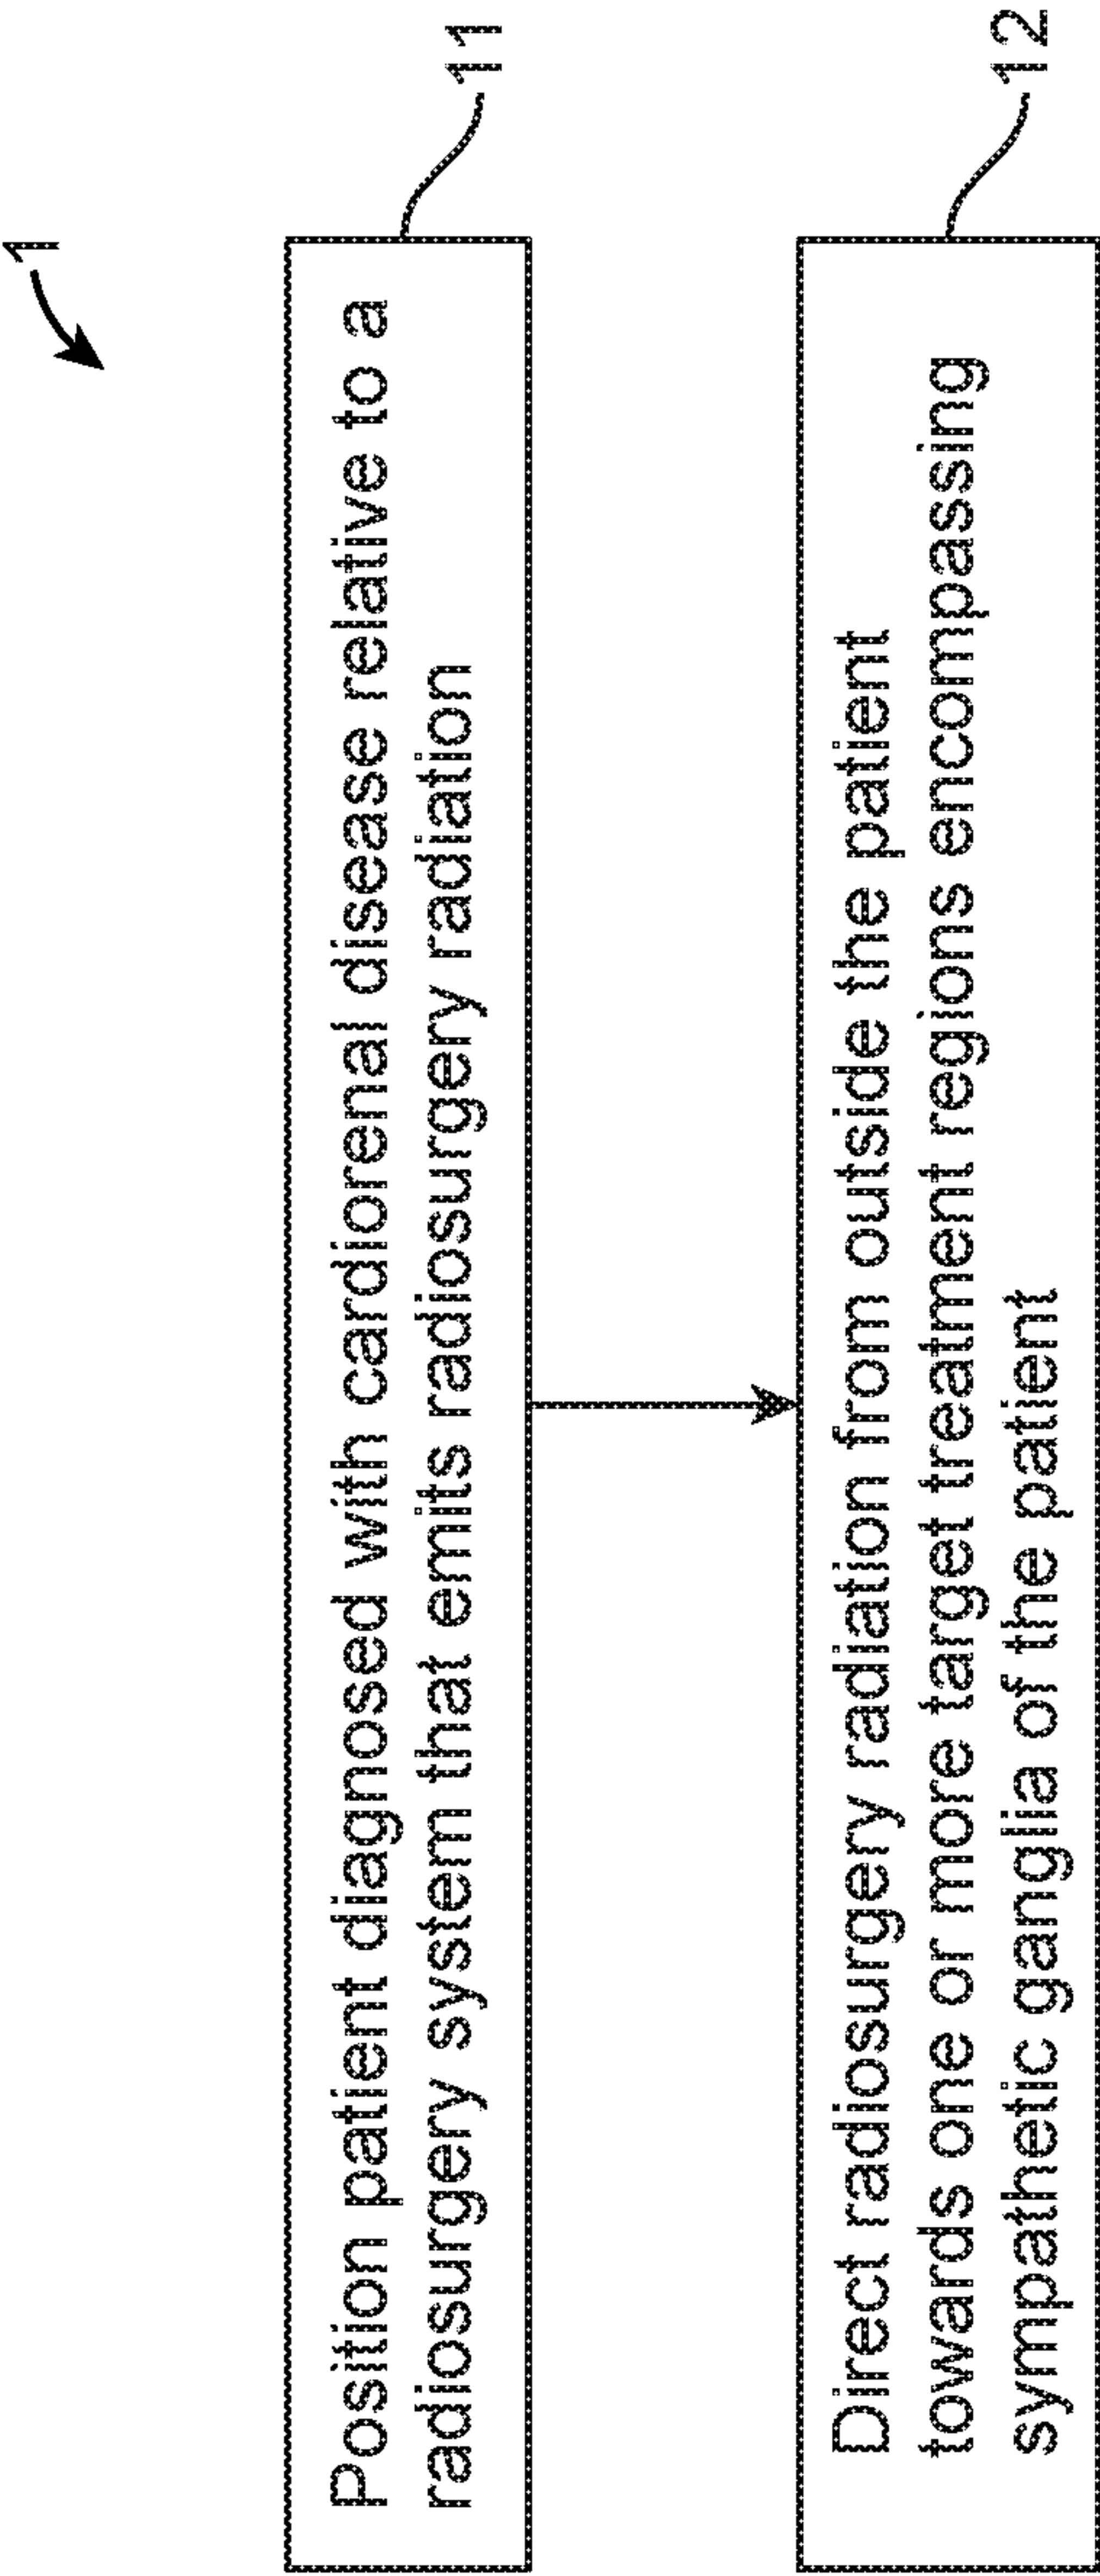 1
Position patient diagnosed with cardiorenal disease relative to a
radiosurgery system that emits radiosurgery radiation
11
Direct radiosurgery radiation from outside the patient
towards one or more target treatment regions encompassing
sympathetic ganglia of the patient
12